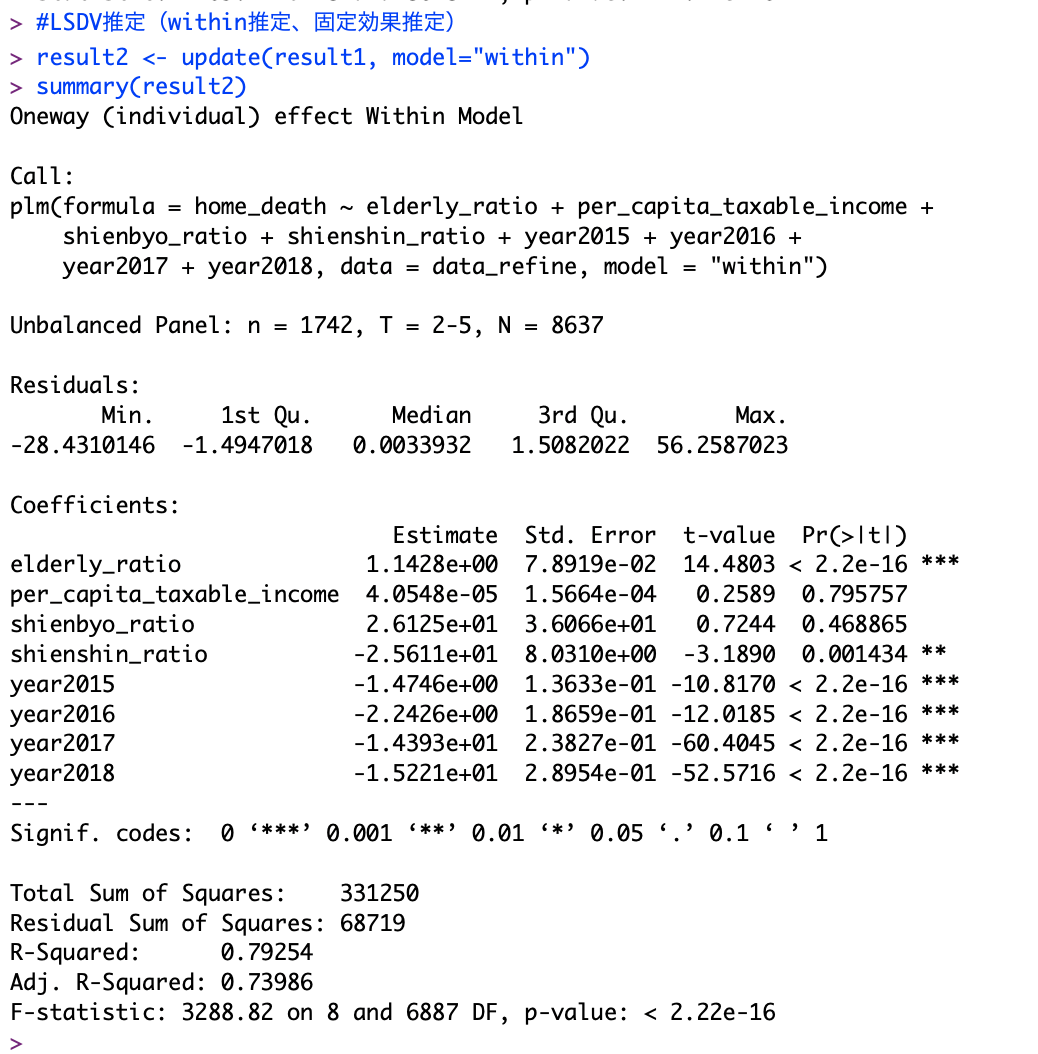 > #LSDV推定（within推定、固定効果推定）
> result2 <- update(result1, model="within")
> summary(result2)
Oneway (individual) effect Within Model
Call:
plm(formula = home_death ~ elderly_ratio + per_capita_taxable_income +
    shienbyo_ratio + shienshin_ratio + year2015 + year2016 +
    year2017 + year2018, data = data_refine, model = "within")
Unbalanced Panel: n = 1742, T = 2-5, N = 8637
Residuals:
       Min.     1st Qu.      Median     3rd Qu.        Max.
-28.4310146  -1.4947018   0.0033932   1.5082022  56.2587023
Coefficients:
                             Estimate  Std. Error  t-value  Pr(>|t|)
elderly_ratio              1.1428e+00  7.8919e-02  14.4803 < 2.2e-16 ***
per_capita_taxable_income  4.0548e-05  1.5664e-04   0.2589  0.795757
shienbyo_ratio             2.6125e+01  3.6066e+01   0.7244  0.468865
shienshin_ratio           -2.5611e+01  8.0310e+00  -3.1890  0.001434 **
year2015                  -1.4746e+00  1.3633e-01 -10.8170 < 2.2e-16 ***
year2016                  -2.2426e+00  1.8659e-01 -12.0185 < 2.2e-16 ***
year2017                  -1.4393e+01  2.3827e-01 -60.4045 < 2.2e-16 ***
year2018                  -1.5221e+01  2.8954e-01 -52.5716 < 2.2e-16 ***
---
Signif. codes:  0 ‘***’ 0.001 ‘**’ 0.01 ‘*’ 0.05 ‘.’ 0.1 ‘ ’ 1
Total Sum of Squares:    331250
Residual Sum of Squares: 68719
R-Squared:      0.79254
Adj. R-Squared: 0.73986
F-statistic: 3288.82 on 8 and 6887 DF, p-value: < 2.22e-16
>